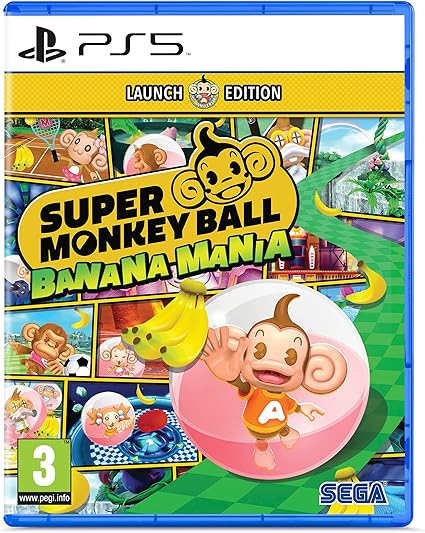 PS5
LAUNCH EDITION
SUPER
MONKEY BALL
BANANA MANIA
A
3
www.pegi.info
SEGA